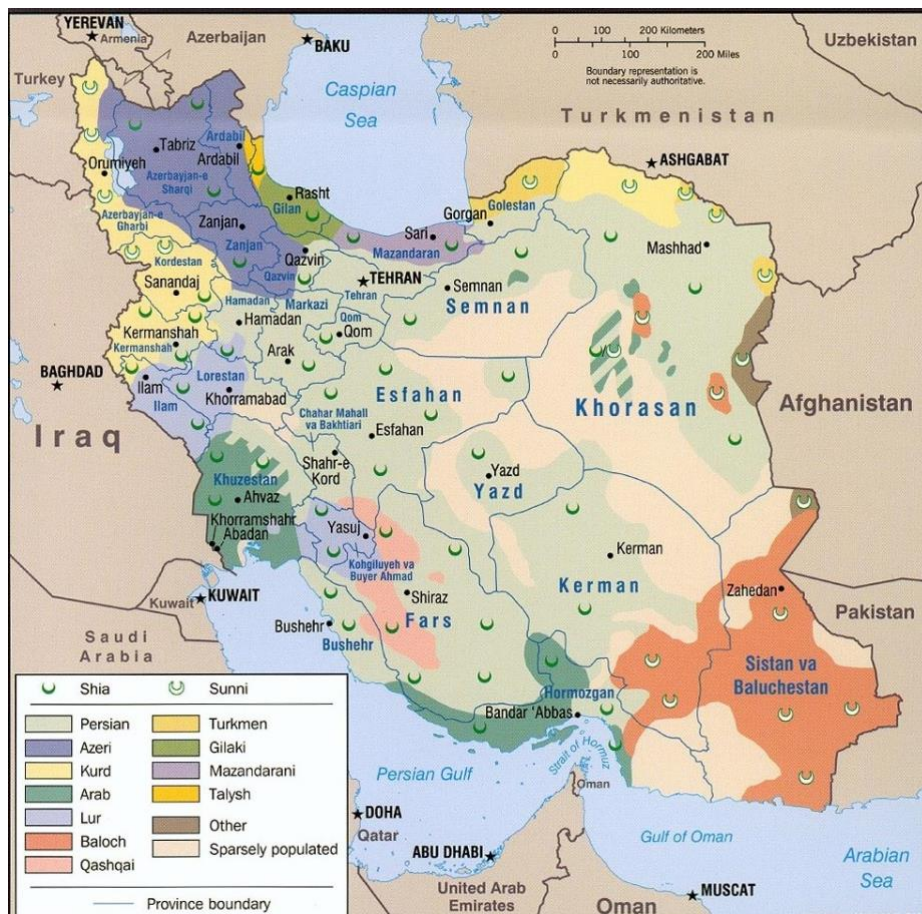 YEREVAN
Armenia
Azerbaijan
BAKU
Turkey
Caspian
Sea
0 100 200 Kilometers
0 100 200 Miles
Boundary representation is
not necessarily authoritative.
Uzbekistan
Turkmenistan
ASHGABAT
Tabriz
Ardabil
Ardabil
Orumiyeh
Azerbayjan-e
Sharqi
Rasht
Gilan
Golestan
Gorgan
Azerbayjan-e
Gharbi
Zanjan
Zanjan
Sari
Mazandaran
Mashhad
Kordestan
Qazvin
Qazvin
TEHRAN
Tehran
Semnan
Semnan
Sanandaj
Hamadan
Markazi
Hamadan
Qom
Qom
Kermanshah
Kermanshah
Arak
BAGHDAD
Ilam
Ilam
Lorestan
Khorramabad
Esfahan
Khorasan
Afghanistan
Iraq
Chahar Mahall
va Bakhtiari
Esfahan
Shahr-e
Kord
Yazd
Yazd
Khuzestan
Ahvaz
Khorramshahr
Abadan
Yasuj
Kohgiluyeh va
Buyer Ahmad
Kerman
Kerman
Zahedan
Kuwait
KUWAIT
Shiraz
Fars
Pakistan
Saudi
Arabia
Bushehr
Bushehr
Sistan va
Baluchestan
Hormozgan
Bandar 'Abbas
Strait of Hormuz
Oman
Persian Gulf
DOHA
Qatar
ABU DHABI
United Arab
Emirates
Gulf of Oman
Arabian
Sea
Oman
MUSCAT
Shia
Sunni
Persian
Turkmen
Azeri
Gilaki
Kurd
Mazandarani
Arab
Talysh
Lur
Other
Baloch
Sparsely populated
Qashqai
Province boundary